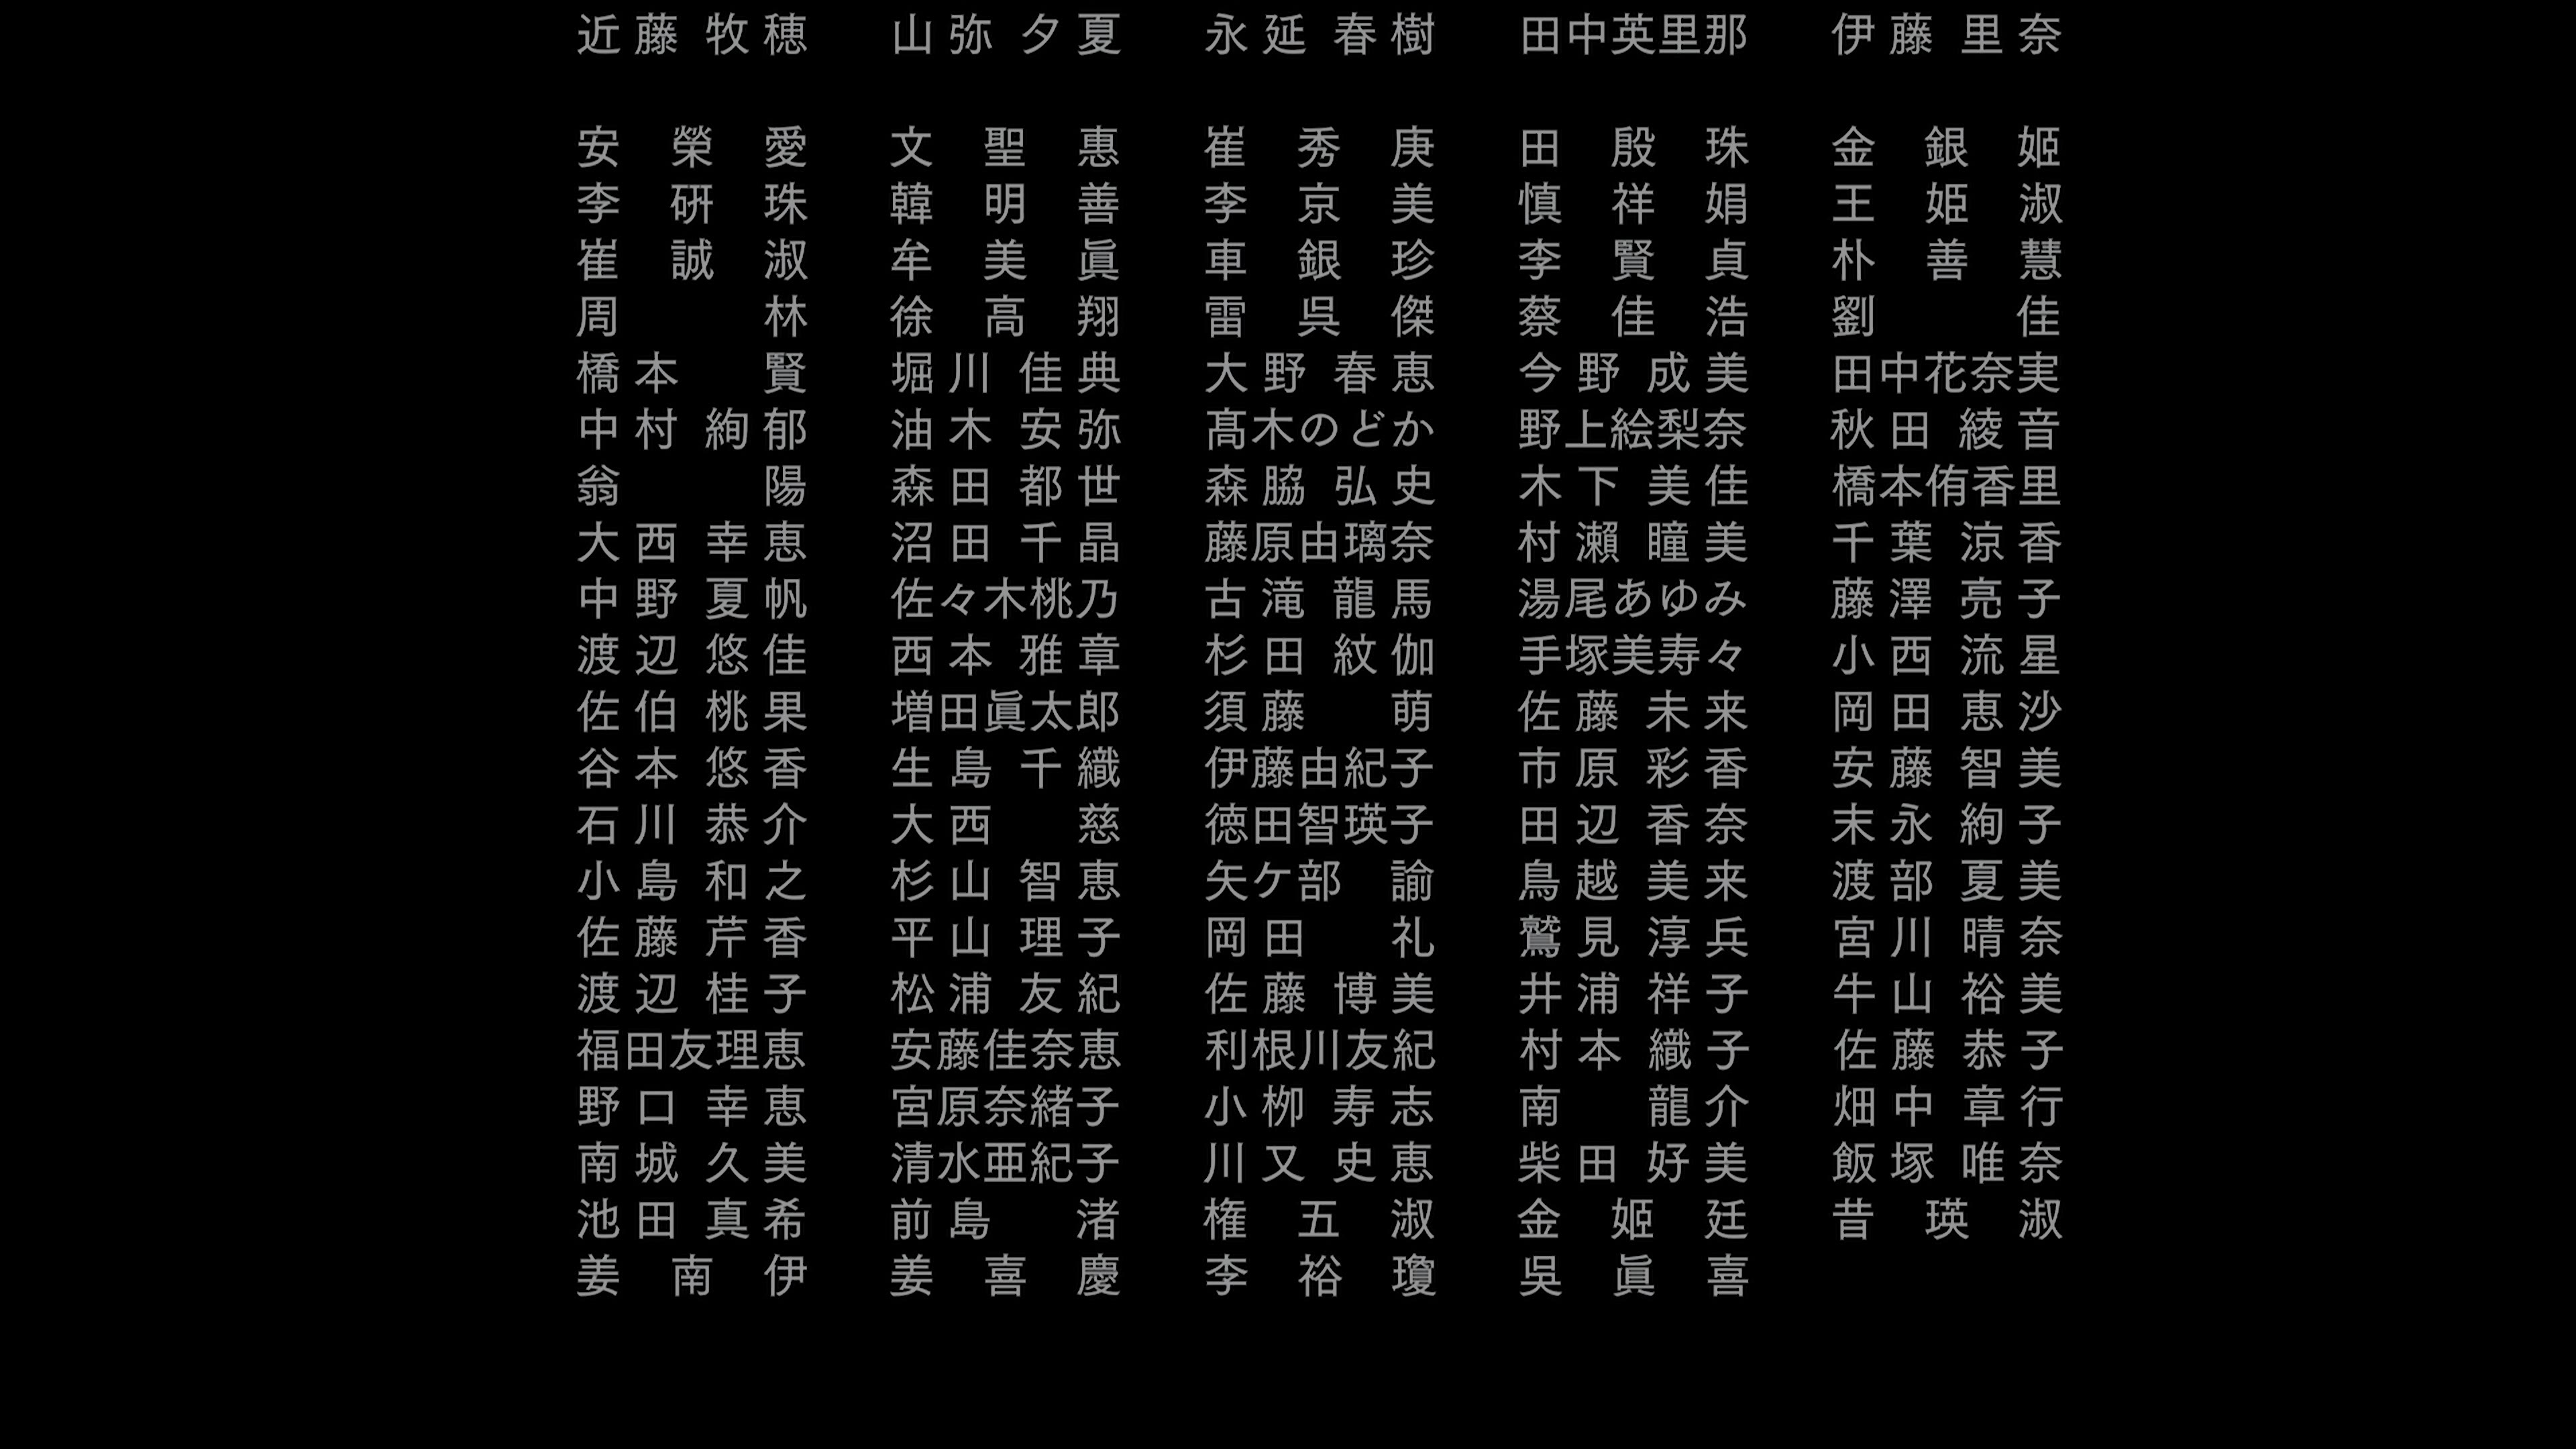 近藤牧穂 山弥夕夏 永延春樹 田中英里那 伊藤里奈
安榮愛 文聖惠 崔秀庚 田殷珠 金銀姫
李硏珠 韓明善 李京美 慎祥娟 王姫淑
崔誠淑 牟美眞 車銀珍 李賢貞 朴善慧
周林 徐高翔 雷呉傑 蔡佳浩 劉佳
橋本賢 堀川佳典 大野春恵 今野成美 田中花奈実
中村絢郁 油木安弥 髙木のどか 野上絵梨奈 秋田綾音
翁陽 森田都世 森脇弘史 木下美佳 橋本侑香里
大西幸恵 沼田千晶 藤原由璃奈 村瀬瞳美 千葉涼香
中野夏帆 佐々木桃乃 古滝龍馬 湯尾あゆみ 藤澤亮子
渡辺悠佳 西本雅章 杉田紋伽 手塚美寿々 小西流星
佐伯桃果 増田眞太郎 須藤萌 佐藤未来 岡田恵沙
谷本悠香 生島千織 伊藤由紀子 市原彩香 安藤智美
石川恭介 大西慈 徳田智瑛子 田辺香奈 末永絢子
小島和之 杉山智恵 矢ケ部諭 鳥越美来 渡部夏美
佐藤芹香 平山理子 岡田礼 鷲見淳兵 宮川晴奈
渡辺桂子 松浦友紀 佐藤博美 井浦祥子 牛山裕美
福田友理恵 安藤佳奈恵 利根川友紀 村本織子 佐藤恭子
野口幸恵 宮原奈緒子 小栁寿志 南龍介 畑中章行
南城久美 清水亜紀子 川又史恵 柴田好美 飯塚唯奈
池田真希 前島渚 権五淑 金姫廷 昔瑛淑
姜南伊 姜喜慶 李裕瓊 吳眞喜